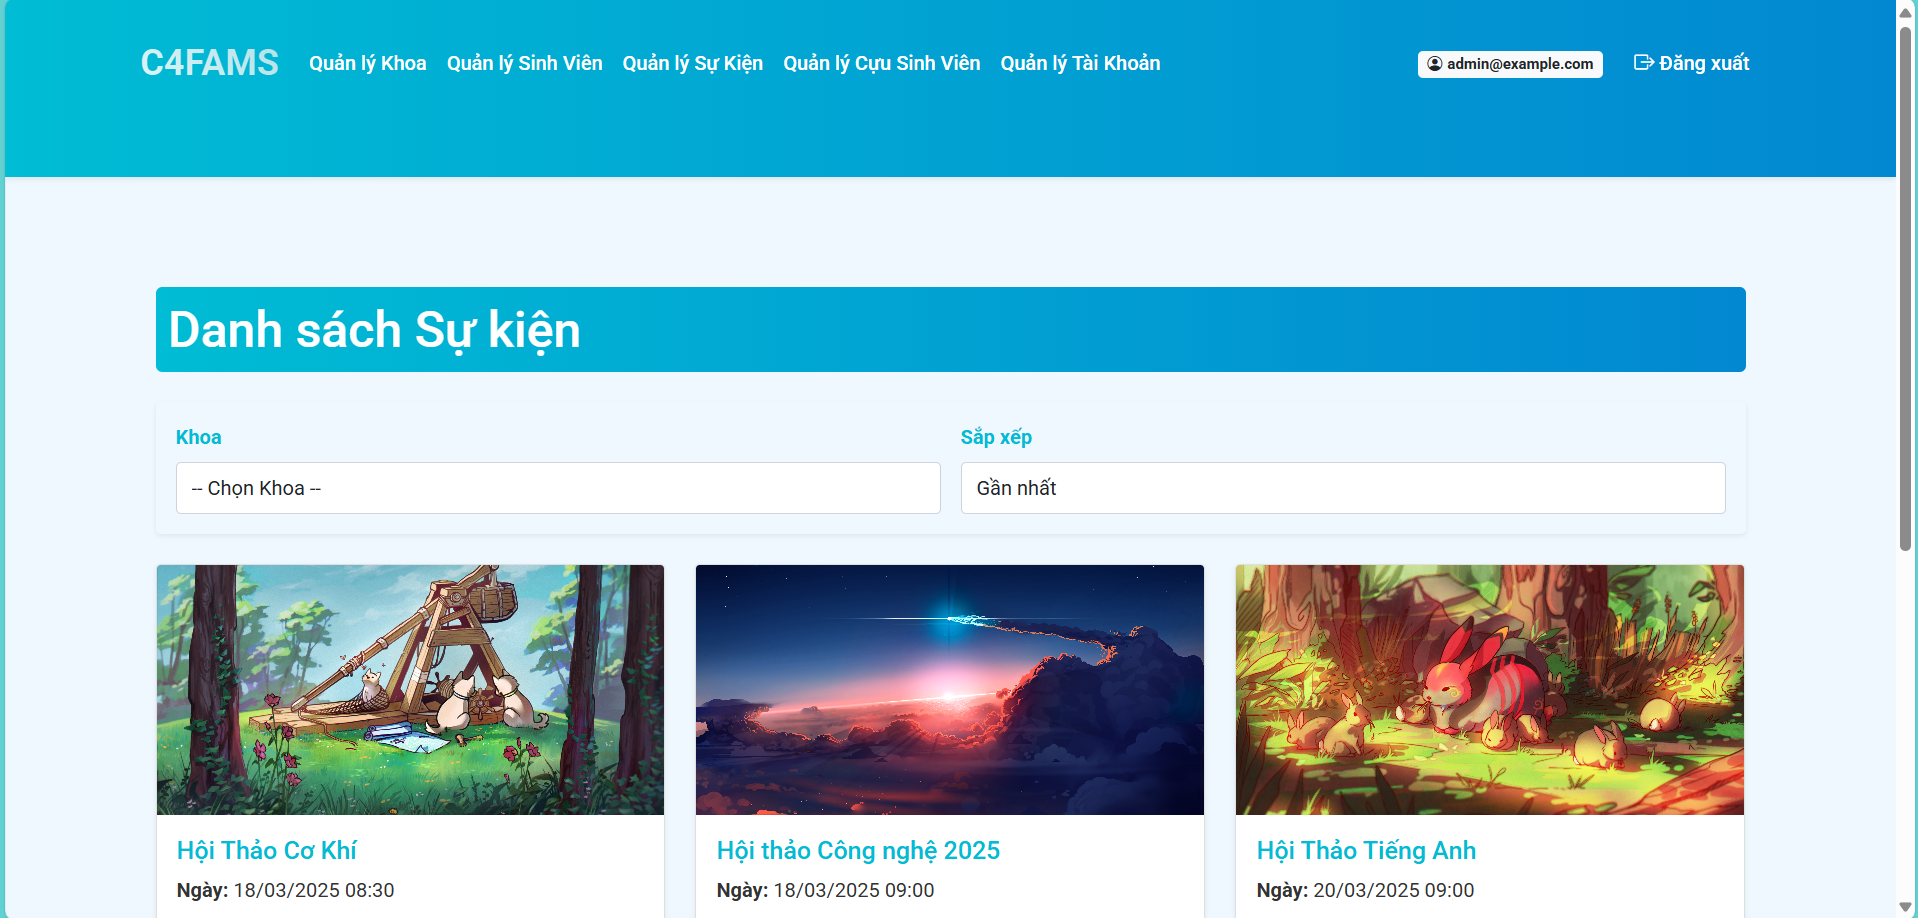 C4FAMS Quản lý Khoa Quản lý Sinh Viên Quản lý Sự Kiện Quản lý Cựu Sinh Viên Quản lý Tài Khoản admin@example.com Đăng xuất
Danh sách Sự kiện
Khoa
-- Chọn Khoa --
Sắp xếp
Gần nhất
Hội Thảo Cơ Khí
Ngày: 18/03/2025 08:30
Hội thảo Công nghệ 2025
Ngày: 18/03/2025 09:00
Hội Thảo Tiếng Anh
Ngày: 20/03/2025 09:00